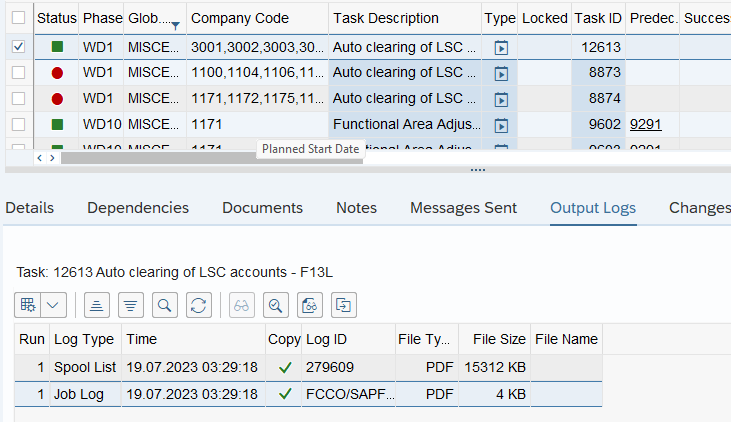 Status Phase Glob.... Company Code Task Description Type Locked Task ID Predec. Success
WD1 MISCE... 3001,3002,3003,30... Auto clearing of LSC ... 12613
WD1 MISCE... 1100,1104,1106,11... Auto clearing of LSC ... 8873
WD1 MISCE... 1171,1172,1175,11... Auto clearing of LSC ... 8874
WD10 MISCE... 1171 Functional Area Adjus... 9602 9291
Planned Start Date
Details Dependencies Documents Notes Messages Sent Output Logs Changes
Task: 12613 Auto clearing of LSC accounts - F13L
Run Log Type Time Copy Log ID File Ty... File Size File Name
1 Spool List 19.07.2023 03:29:18 279609 PDF 15312 KB
1 Job Log 19.07.2023 03:29:18 FCCO/SAPF... PDF 4 KB